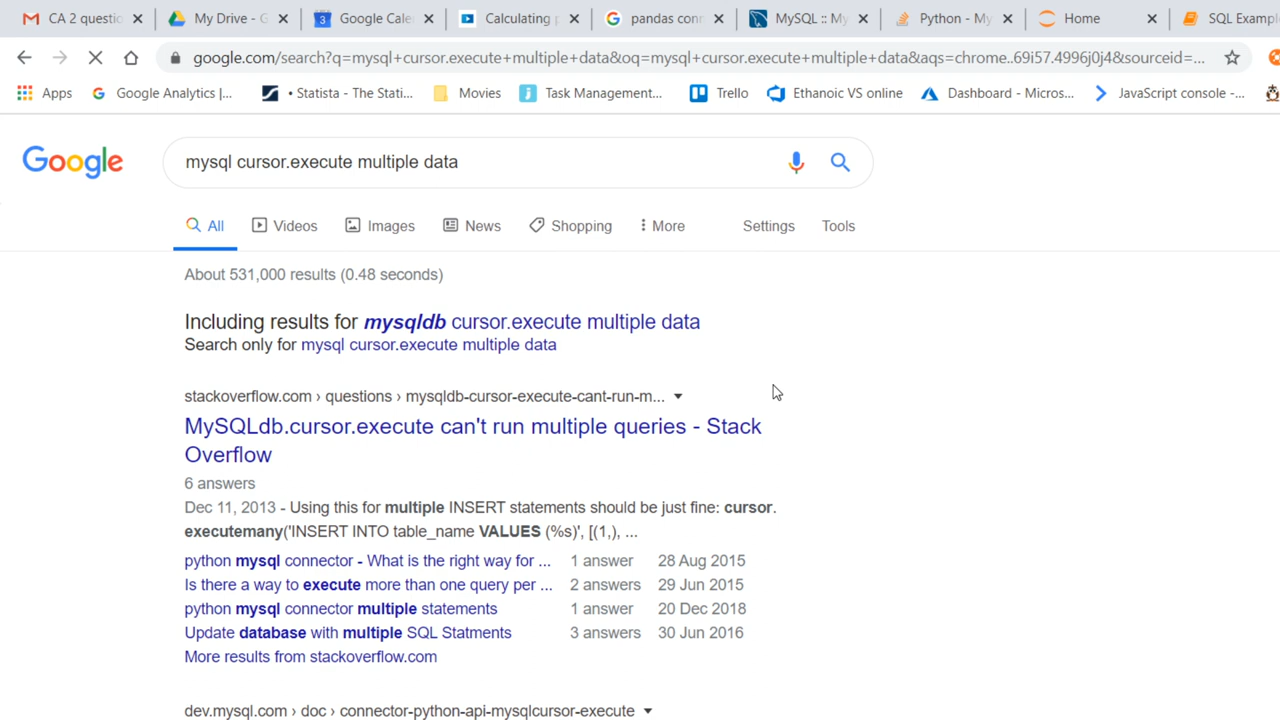 CA 2 questio
My Drive - G
3 Google Cale
Calculating p
pandas conn
MySQL :: My
Python - My
Home
SQL Example
google.com/search?q=mysql+cursor.execute+multiple+data&oq=mysql+cursor.execute+multiple+data&aqs=chrome..69i57.4996j0j4&sourceid=...
Apps
Google Analytics |...
• Statista - The Stati...
Movies
Task Management...
Trello
Ethanoic VS online
Dashboard - Micros...
JavaScript console -...
Google
mysql cursor.execute multiple data
All
Videos
Images
News
Shopping
More
Settings
Tools
About 531,000 results (0.48 seconds)
Including results for mysqldb cursor.execute multiple data
Search only for mysql cursor.execute multiple data
stackoverflow.com › questions › mysqldb-cursor-execute-cant-run-m...
MySQLdb.cursor.execute can't run multiple queries - Stack
Overflow
6 answers
Dec 11, 2013 - Using this for multiple INSERT statements should be just fine: cursor.
executemany('INSERT INTO table_name VALUES (%s)', [(1,), ...
python mysql connector - What is the right way for ... 1 answer 28 Aug 2015
Is there a way to execute more than one query per ... 2 answers 29 Jun 2015
python mysql connector multiple statements 1 answer 20 Dec 2018
Update database with multiple SQL Statments 3 answers 30 Jun 2016
More results from stackoverflow.com
dev.mysql.com › doc › connector-python-api-mysqlcursor-execute